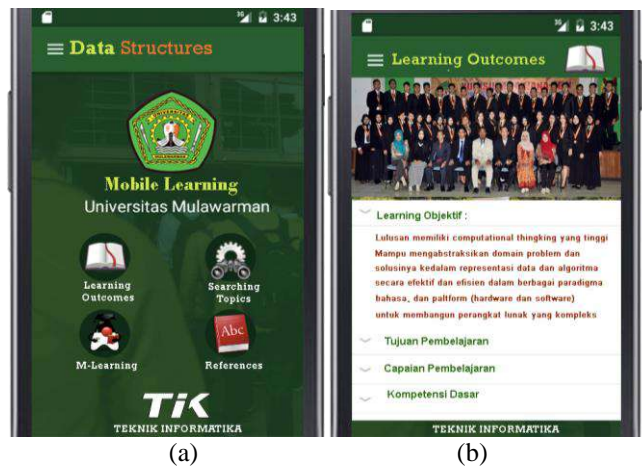 3:43
Data Structures
Mobile Learning
Universitas Mulawarman
Learning
Outcomes
Searching
Topics
Abc
M-Learning
References
TiK
TEKNIK INFORMATIKA
(a)
3:43
Learning Outcomes
Learning Objektif :
Lulusan memiliki computational thingking yang tinggi
Mampu mengabstraksikan domain problem dan
solusinya kedalam representasi data dan algoritma
secara efektif dan efisien dalam berbagai paradigma
bahasa, dan paltform (hardware dan software)
untuk membangun perangkat lunak yang kompleks
Tujuan Pembelajaran
Capaian Pembelajaran
Kompetensi Dasar
TEKNIK INFORMATIKA
(b)